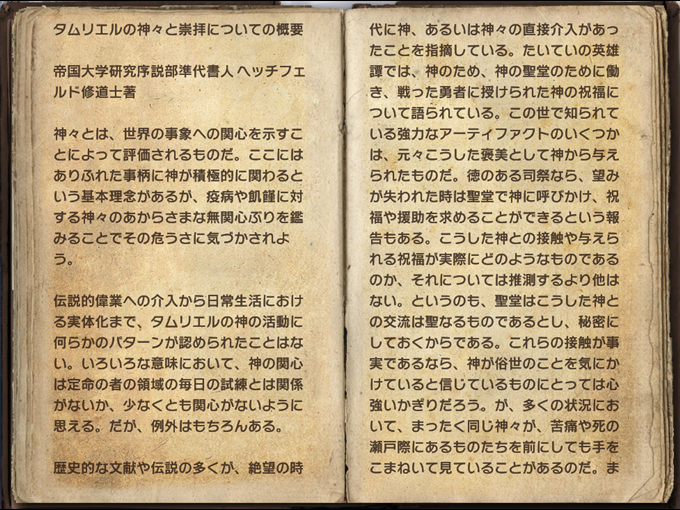 タムリエルの神々と崇拝についての概要
帝国大学研究序説部準代書人 ヘッチフェ
ルド修道士著
神々とは、世界の事象への関心を示すこ
とによって評価されるものだ。ここには
ありふれた事柄に神が積極的に関わると
いう基本理念があるが、疫病や飢饉に対
する神々のあからさまな無関心ぶりを鑑
みることでその危うさに気づかされよ
う。
伝説的偉業への介入から日常生活におけ
る実体化まで、タムリエルの神の活動に
何らかのパターンが認められたことはな
い。いろいろな意味において、神の関心
は定命の者の領域の毎日の試練とは関係
がないか、少なくとも関心がないように
思える。だが、例外はもちろんある。
歴史的な文献や伝説の多くが、絶望の時
代に神、あるいは神々の直接介入があっ
たことを指摘している。たいていの英雄
譚では、神のため、神の聖堂のために働
き、戦った勇者に授けられた神の祝福に
ついて語られている。この世で知られて
いる強力なアーティファクトのいくつか
は、元々こうした褒美として神から与え
られたものだ。徳のある司祭なら、望み
が失われた時は聖堂で神に呼びかけ、祝
福や援助を求めることができるという報
告もある。こうした神との接触や与えら
れる祝福が実際にどのようなものである
のか、それについては推測するより他は
ない。というのも、聖堂はこうした神と
の交流は聖なるものであるとし、秘密に
しておくからである。これらの接触が事
実であるなら、神が俗世のことを気にか
けていると信じているものにとっては心
強いかぎりだろう。が、多くの状況にお
いて、まったく同じ神々が、苦痛や死の
瀬戸際にあるものたちを前にしても手を
こまねいて見ていることがあるのだ。ま